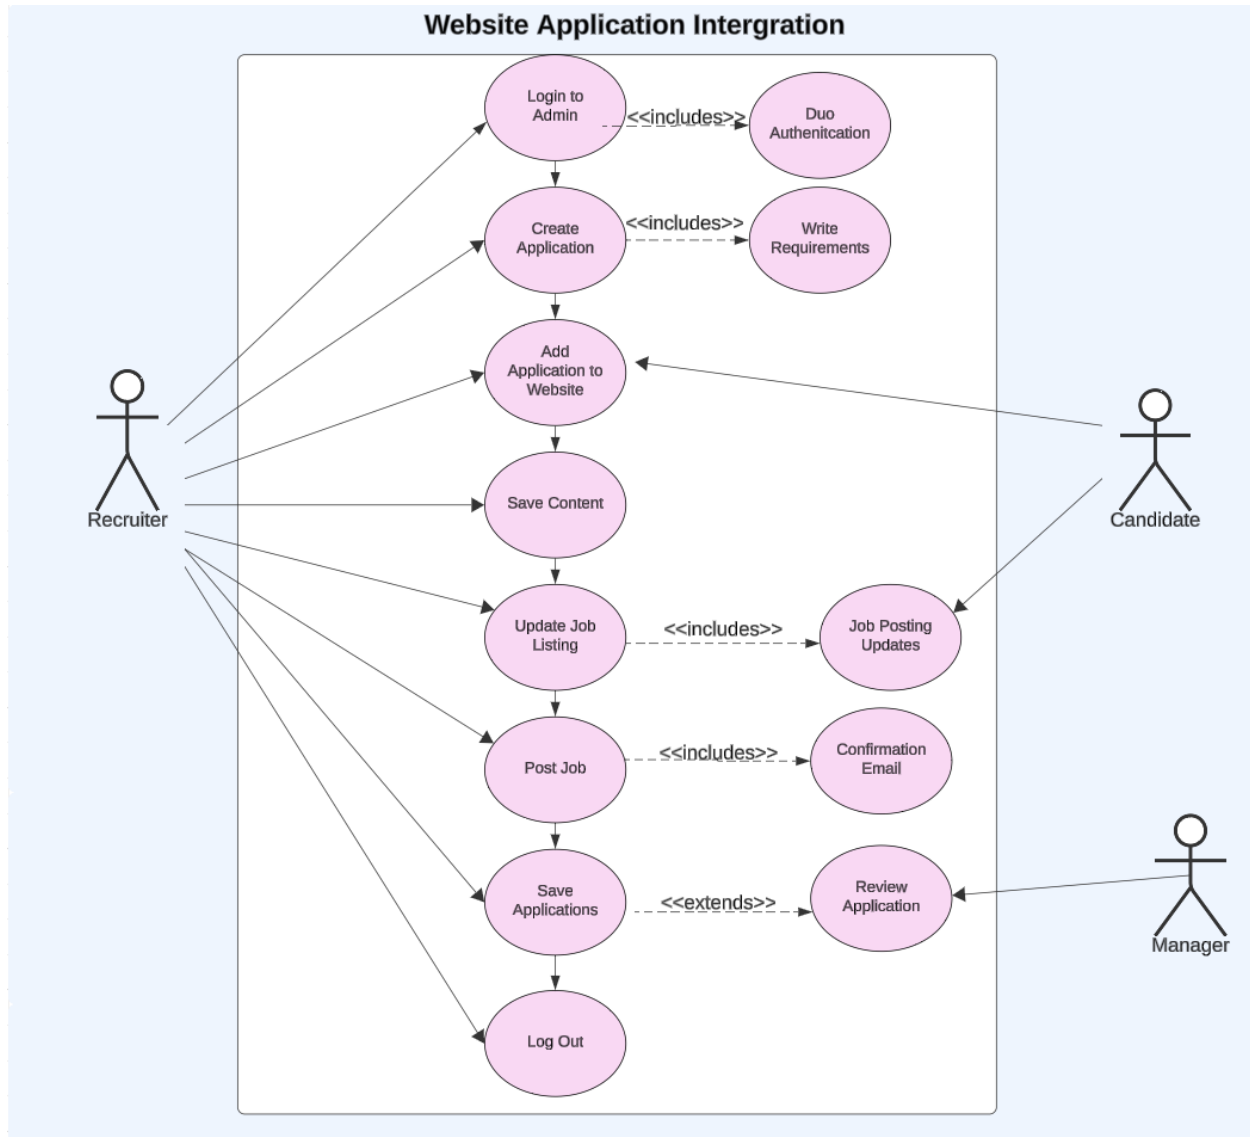 Website Application Intergration
Login to
Admin
<<includes>>
Duo
Authenitcation
Create
Application
<<includes>>
Write
Requirements
Add
Application to
Website
Recruiter
Candidate
Save Content
Update Job
Listing
<<includes>>
Job Posting
Updates
Post Job
<<includes>>
Confirmation
Email
Save
Applications
<<extends>>
Review
Application
Manager
Log Out